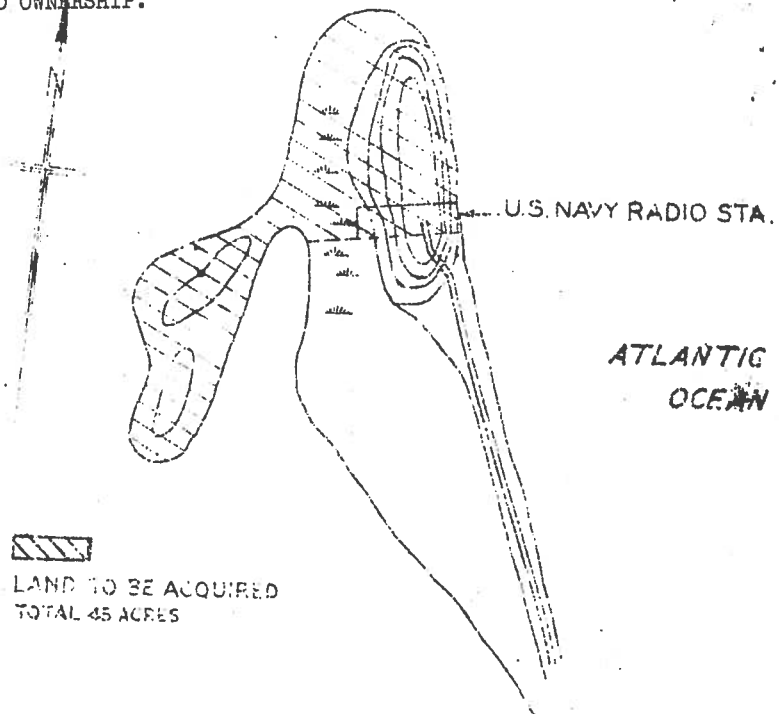 OWNERSHIP.
N
U.S. NAVY RADIO STA.
ATLANTIC
OCEAN
LAND TO BE ACQUIRED
TOTAL 45 ACRES